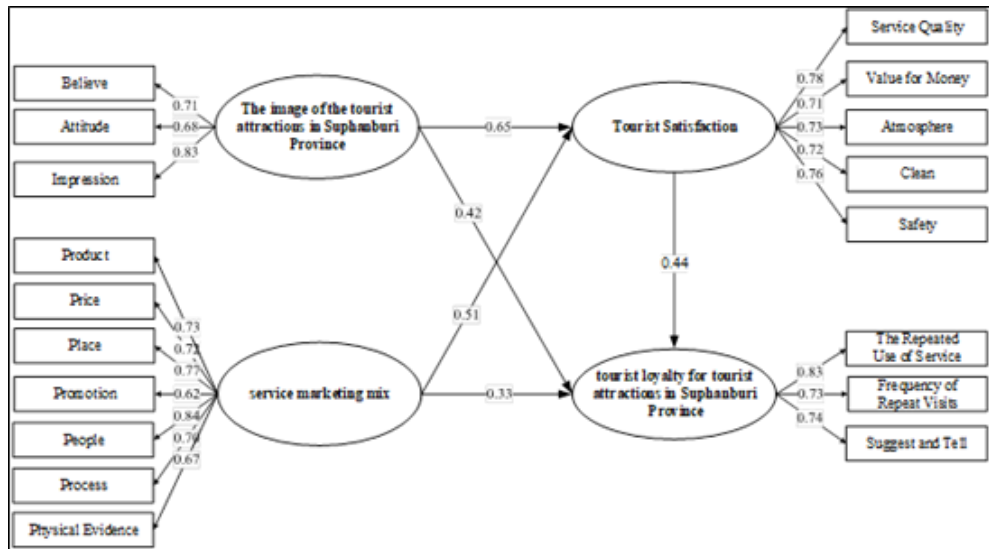 Believe
Attitude
Impression
0.71
0.68
0.83
The image of the tourist
attractions in Suphanburi
Province
0.65
0.42
Tourist Satisfaction
Service Quality
Value for Money
Atmosphere
Clean
Safety
0.78
0.71
0.73
0.72
0.76
0.44
Product
Price
Place
Promotion
People
Process
Physical Evidence
0.73
0.72
0.77
0.62
0.84
0.70
0.67
service marketing mix
0.51
0.33
tourist loyalty for tourist
attractions in Suphanburi
Province
0.83
0.73
0.74
The Repeated
Use of Service
Frequency of
Repeat Visits
Suggest and Tell